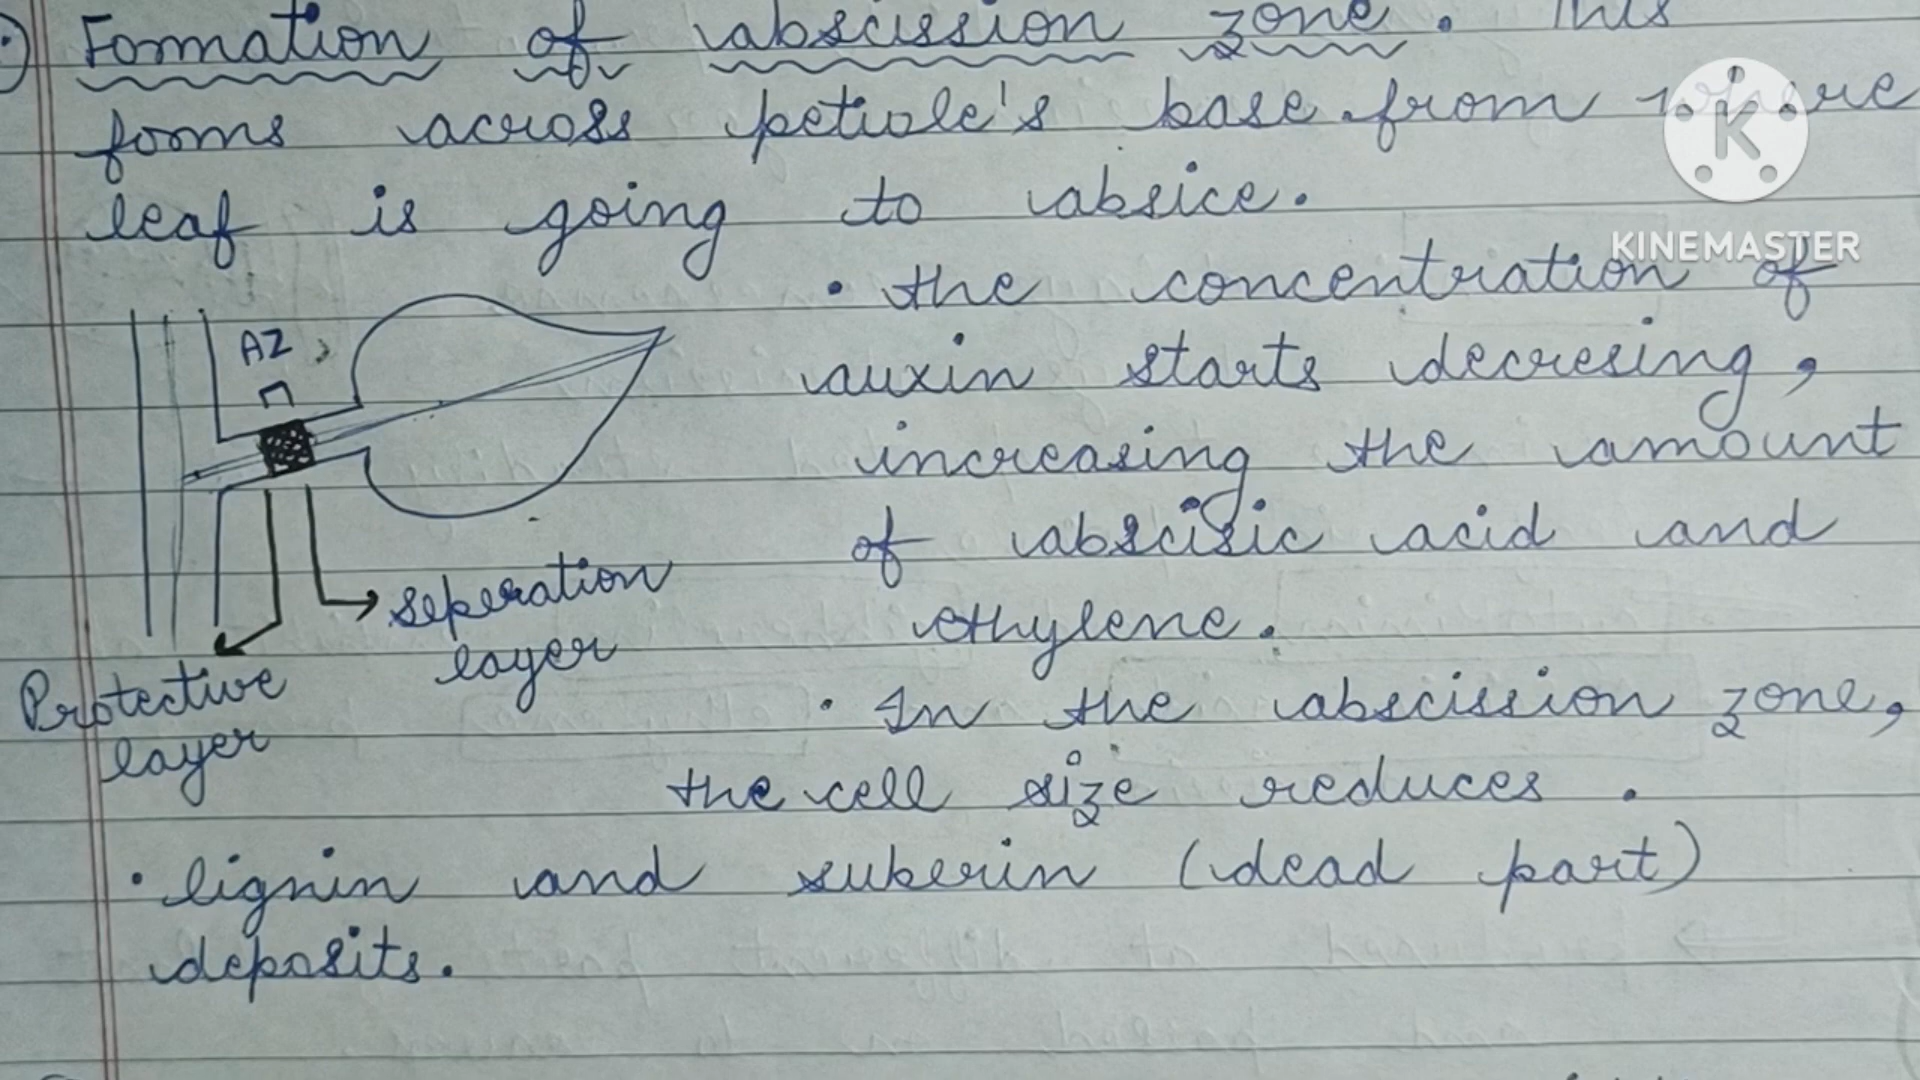 Formation of abscission zone. This
forms across petiole's base from where
leaf is going to absice.
KINEMASTER
• the concentration of
AZ
auxin starts decresing,
increasing the amount
of abscisic acid and
ethylene.
seperation
layer
Protective
layer
• In the abscission zone,
the cell size reduces.
• lignin and suberin (dead part)
deposits.